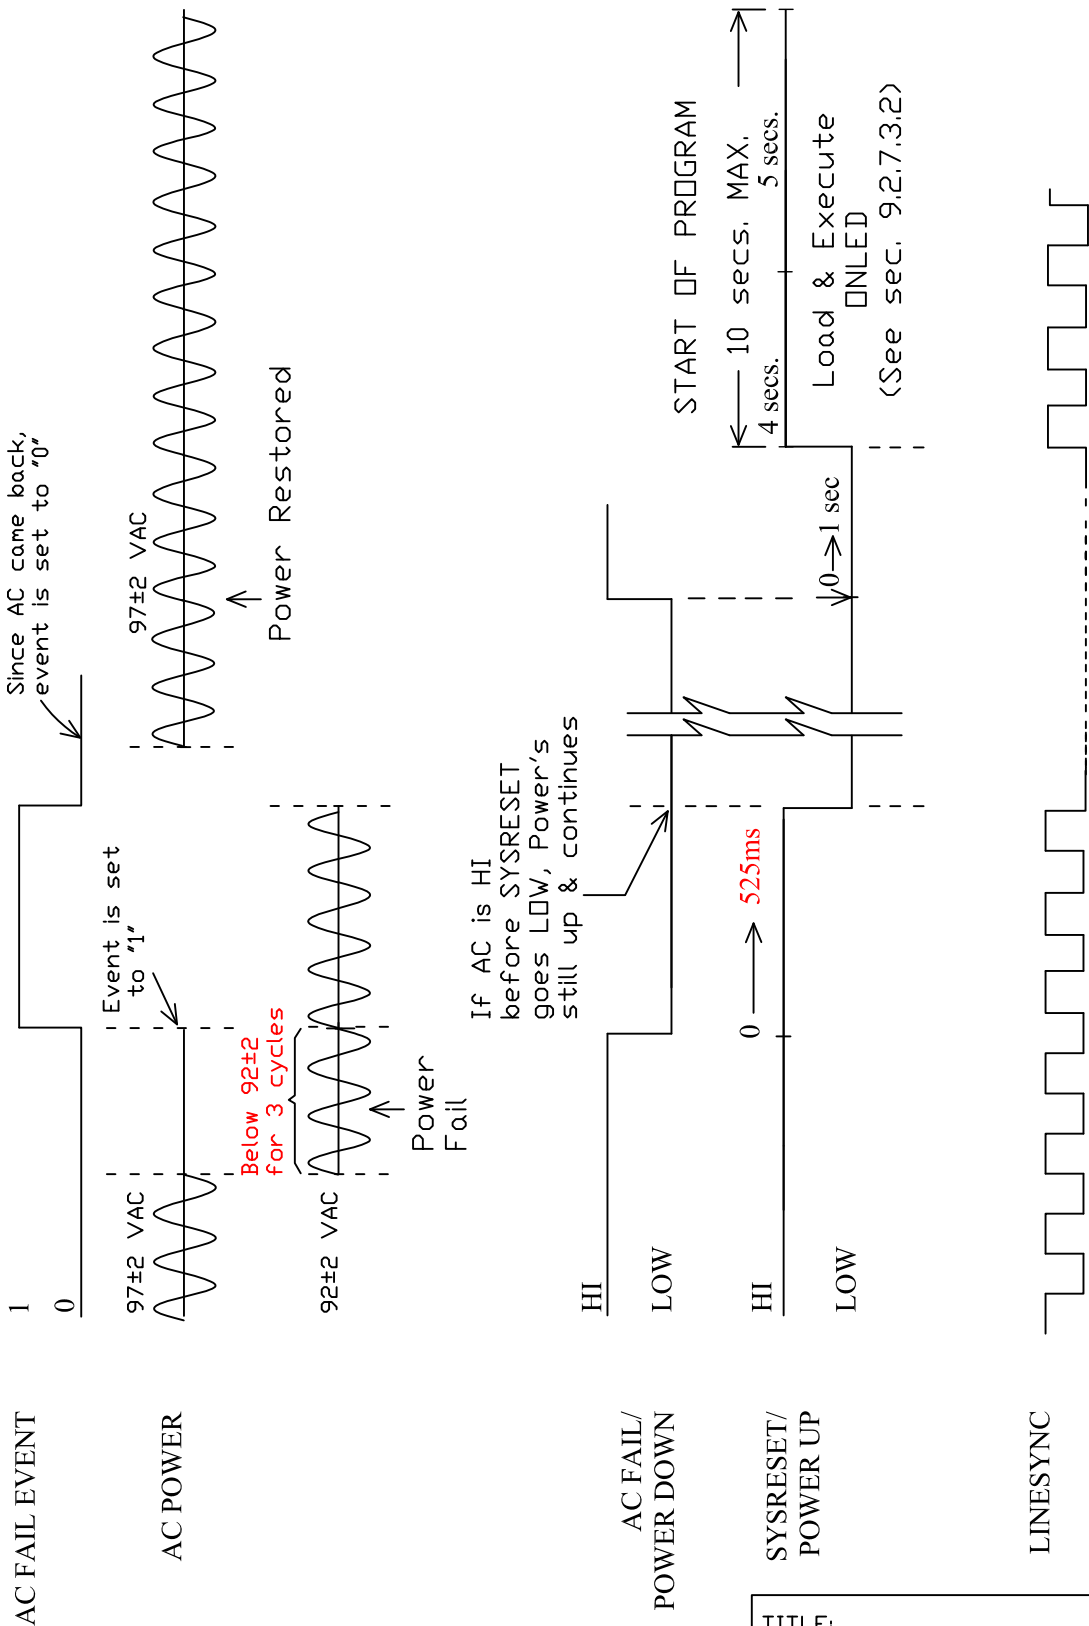 AC FAIL EVENT
1
0
Since AC came back,
event is set to "0"
AC POWER
97±2 VAC
Event is set
to "1"
97±2 VAC
Power Restored
Below 92±2
for 3 cycles
92±2 VAC
Power
Fail
AC FAIL/
POWER DOWN
HI
LOW
If AC is HI
before SYSRESET
goes LOW, Power's
still up & continues
SYSRESET/
POWER UP
HI
LOW
0
525ms
0
1 sec
START OF PROGRAM
10 secs. MAX.
4 secs.
5 secs.
Load & Execute
ONLED
(See sec. 9.2.7.3.2)
LINESYNC
TITLE: